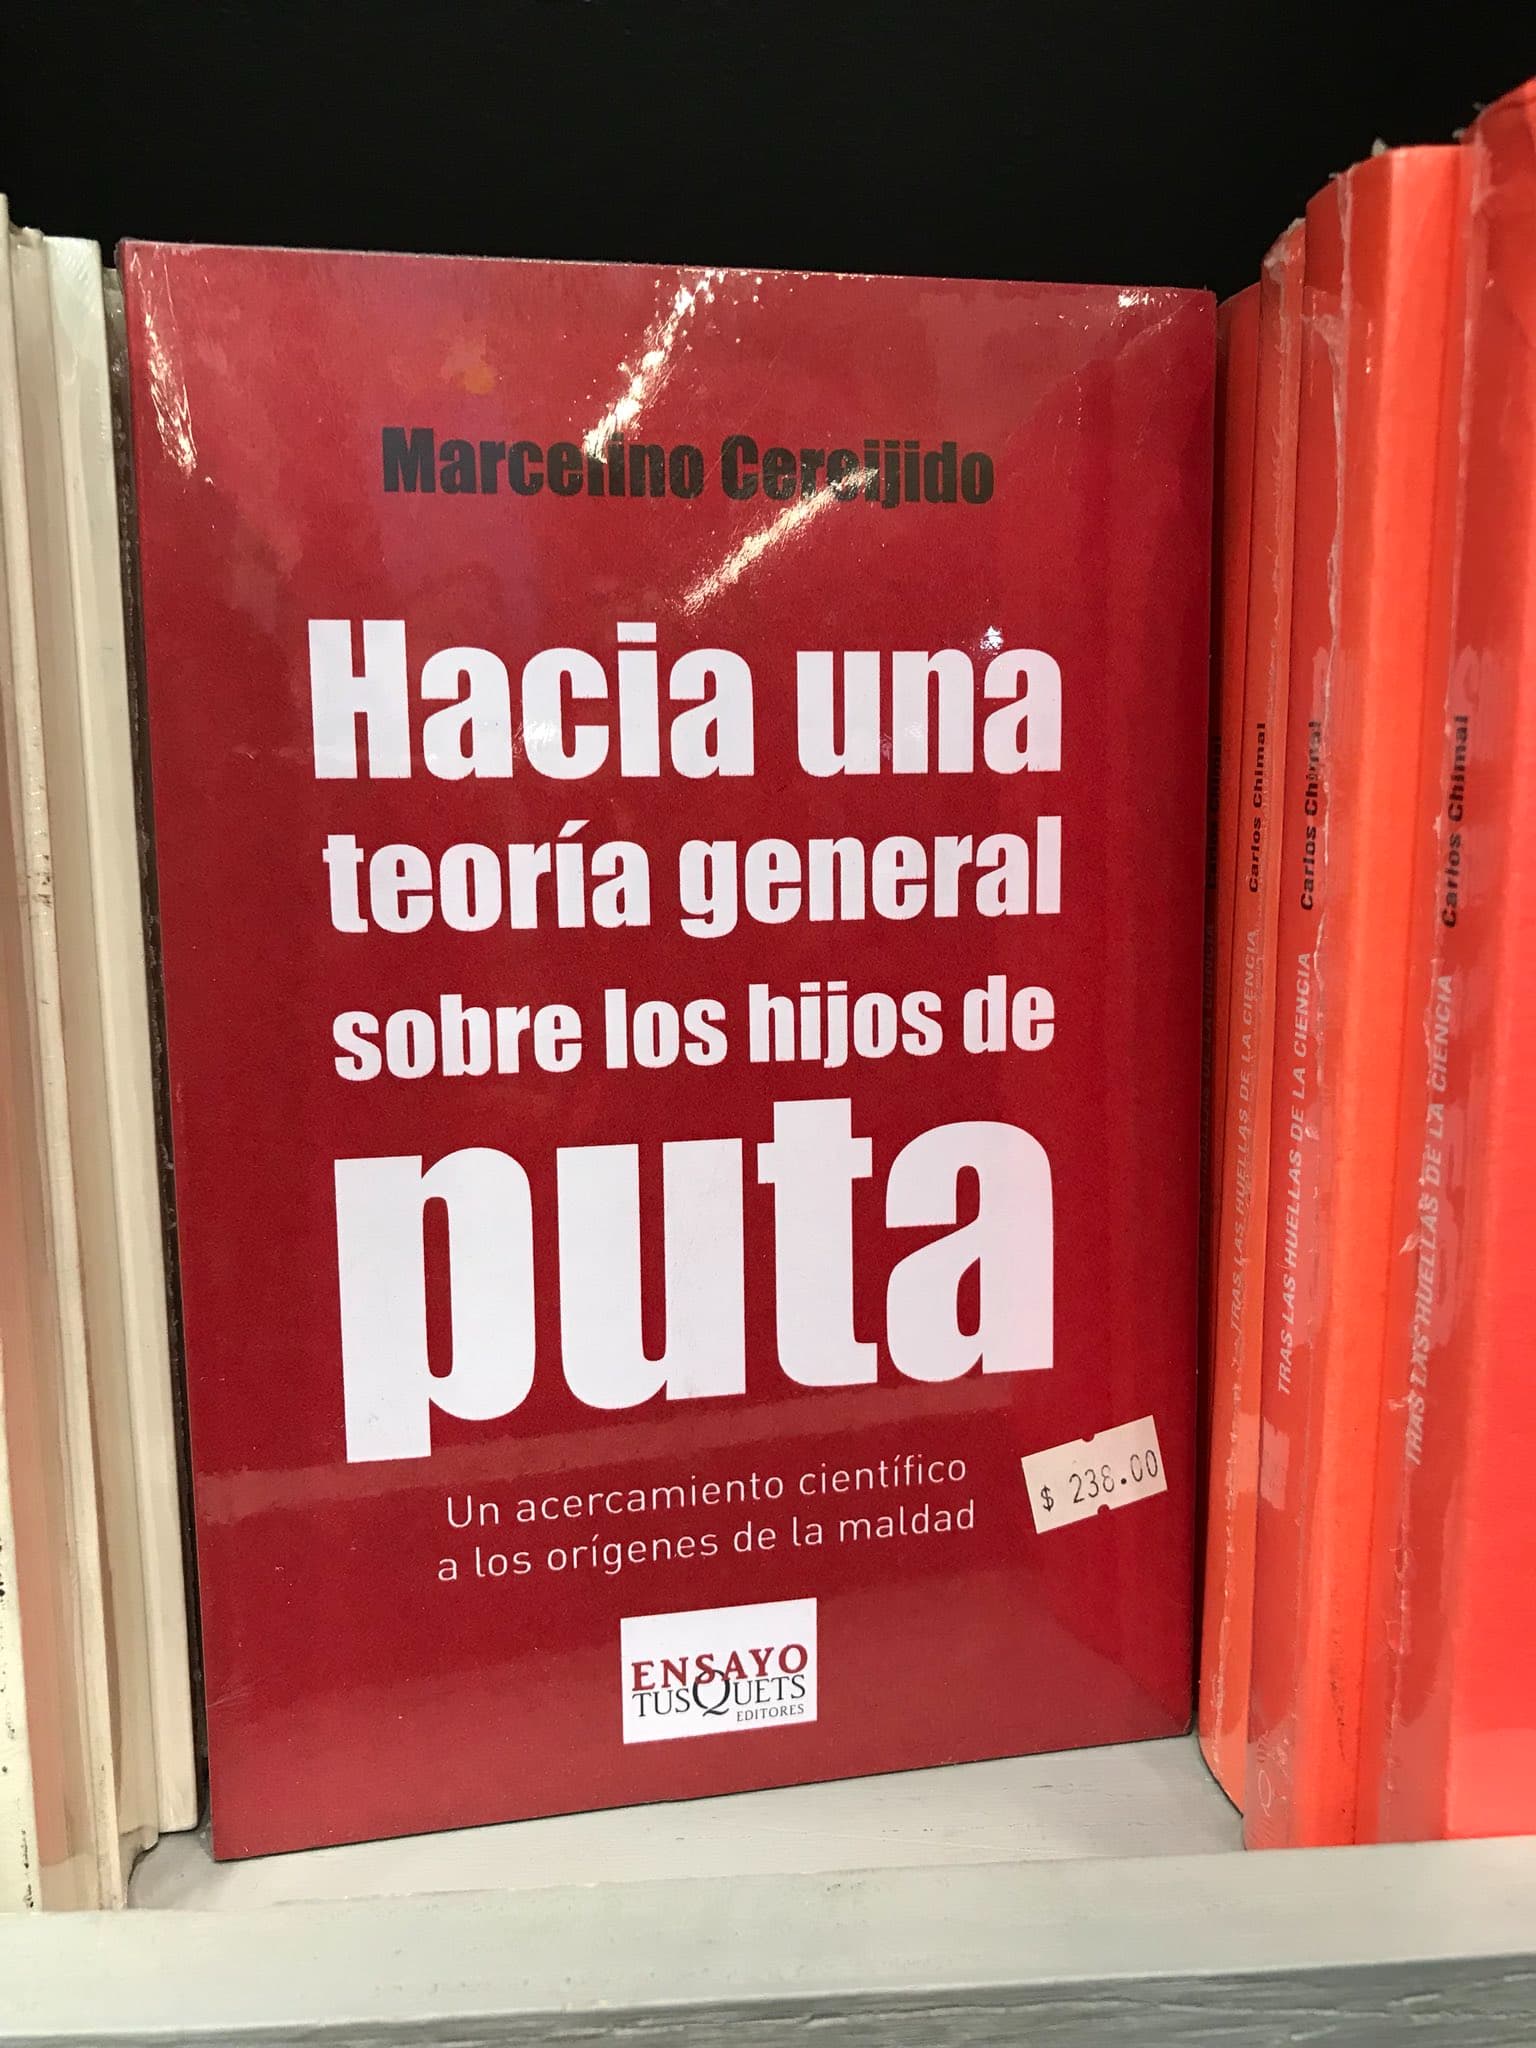 Marcelino Cereijido
Hacia una
teoría general
sobre los hijos de
puta
Un acercamiento científico
a los orígenes de la maldad
$ 238.00
ENSAYO
TUSQUETS
EDITORES
TRAS LAS HUELLAS DE LA CIENCIA Carlos Chimal
TRAS LAS HUELLAS DE LA CIENCIA Carlos Chimal
TRAS LAS HUELLAS DE LA CIENCIA Carlos Chimal